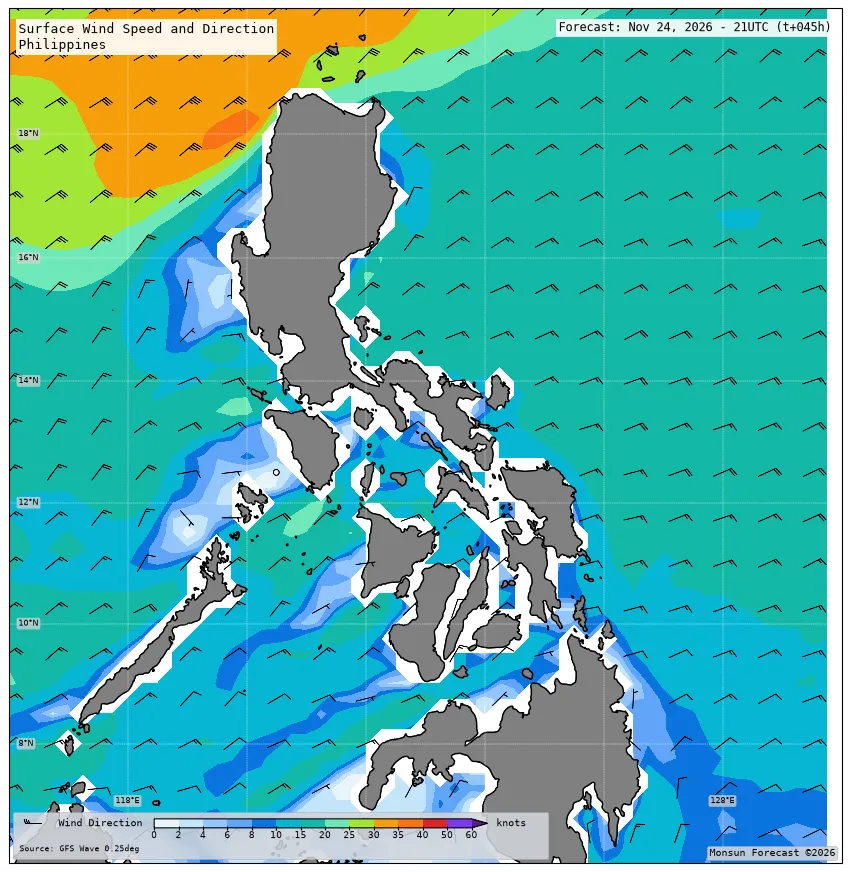 Surface Wind Speed and Direction
Philippines
Forecast: Nov 24, 2026 - 21UTC (t+045h)
18°N
16°N
14°N
12°N
10°N
8°N
118°E
128°E
Wind Direction
0 2 4 6 8 10 15 20 25 30 35 40 50 60
knots
Source: GFS Wave 0.25deg
Monsun Forecast ©2026